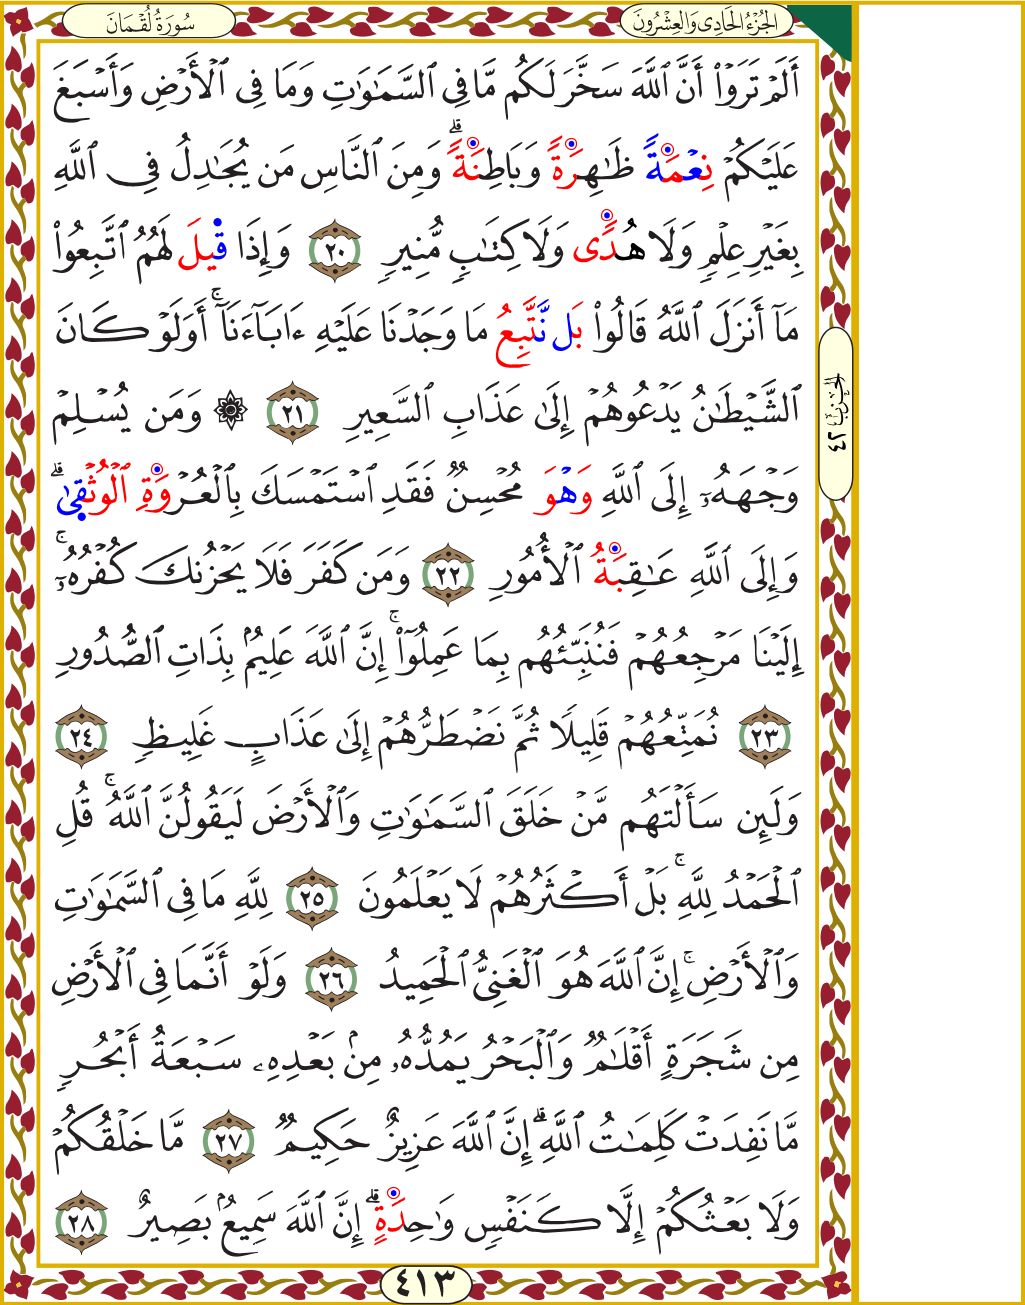 سُورَةُ لُقْمَانَ
الجُزْءُ الحَادِى وَالعِشْرُونَ
أَلَمْ تَرَوْا۟ أَنَّ ٱللَّهَ سَخَّرَ لَكُم مَّا فِى ٱلسَّمَٰوَٰتِ وَمَا فِى ٱلْأَرْضِ وَأَسْبَغَ
عَلَيْكُمْ نِعْمَةً ظَٰهِرَةً وَبَاطِنَةً ۗ وَمِنَ ٱلنَّاسِ مَن يُجَٰدِلُ فِى ٱللَّهِ
بِغَيْرِ عِلْمٍ وَلَا هُدًى وَلَا كِتَٰبٍ مُّنِيرٍ ٢٠ وَإِذَا قِيلَ لَهُمُ ٱتَّبِعُوا۟
مَآ أَنزَلَ ٱللَّهُ قَالُوا۟ بَل نَّتَّبِعُ مَا وَجَدْنَا عَلَيْهِ ءَابَآءَنَآ ۚ أَوَلَوْ كَانَ
ٱلشَّيْطَٰنُ يَدْعُوهُمْ إِلَىٰ عَذَابِ ٱلسَّعِيرِ ٢١ ۞ وَمَن يُسْلِمْ
وَجْهَهُۥٓ إِلَى ٱللَّهِ وَهْوَ مُحْسِنٌ فَقَدِ ٱسْتَمْسَكَ بِٱلْعُرْوَةِ ٱلْوُثْقِىٰ ۗ
وَإِلَى ٱللَّهِ عَٰقِبَةُ ٱلْأُمُورِ ٢٢ وَمَن كَفَرَ فَلَا يَحْزُنكَ كُفْرُهُۥٓ ۚ
إِلَيْنَا مَرْجِعُهُمْ فَنُنَبِّئُهُم بِمَا عَمِلُوٓا۟ ۚ إِنَّ ٱللَّهَ عَلِيمٌۢ بِذَاتِ ٱلصُّدُورِ
٢٣ نُمَتِّعُهُمْ قَلِيلًا ثُمَّ نَضْطَرُّهُمْ إِلَىٰ عَذَابٍ غَلِيظٍ ٢٤
وَلَئِن سَأَلْتَهُم مَّنْ خَلَقَ ٱلسَّمَٰوَٰتِ وَٱلْأَرْضَ لَيَقُولُنَّ ٱللَّهُ ۚ قُلِ
ٱلْحَمْدُ لِلَّهِ ۚ بَلْ أَكْثَرُهُمْ لَا يَعْلَمُونَ ٢٥ لِلَّهِ مَا فِى ٱلسَّمَٰوَٰتِ
وَٱلْأَرْضِ ۚ إِنَّ ٱللَّهَ هُوَ ٱلْغَنِىُّ ٱلْحَمِيدُ ٢٦ وَلَوْ أَنَّمَا فِى ٱلْأَرْضِ
مِن شَجَرَةٍ أَقْلَٰمٌ وَٱلْبَحْرُ يَمُدُّهُۥ مِنۢ بَعْدِهِۦ سَبْعَةُ أَبْحُرٍ
مَّا نَفِدَتْ كَلِمَٰتُ ٱللَّهِ ۗ إِنَّ ٱللَّهَ عَزِيزٌ حَكِيمٌ ٢٧ مَّا خَلْقُكُمْ
وَلَا بَعْثُكُمْ إِلَّا كَنَفْسٍ وَٰحِدَةٍ ۗ إِنَّ ٱللَّهَ سَمِيعٌۢ بَصِيرٌ ٢٨
الحزب ٤٢
٤١٣